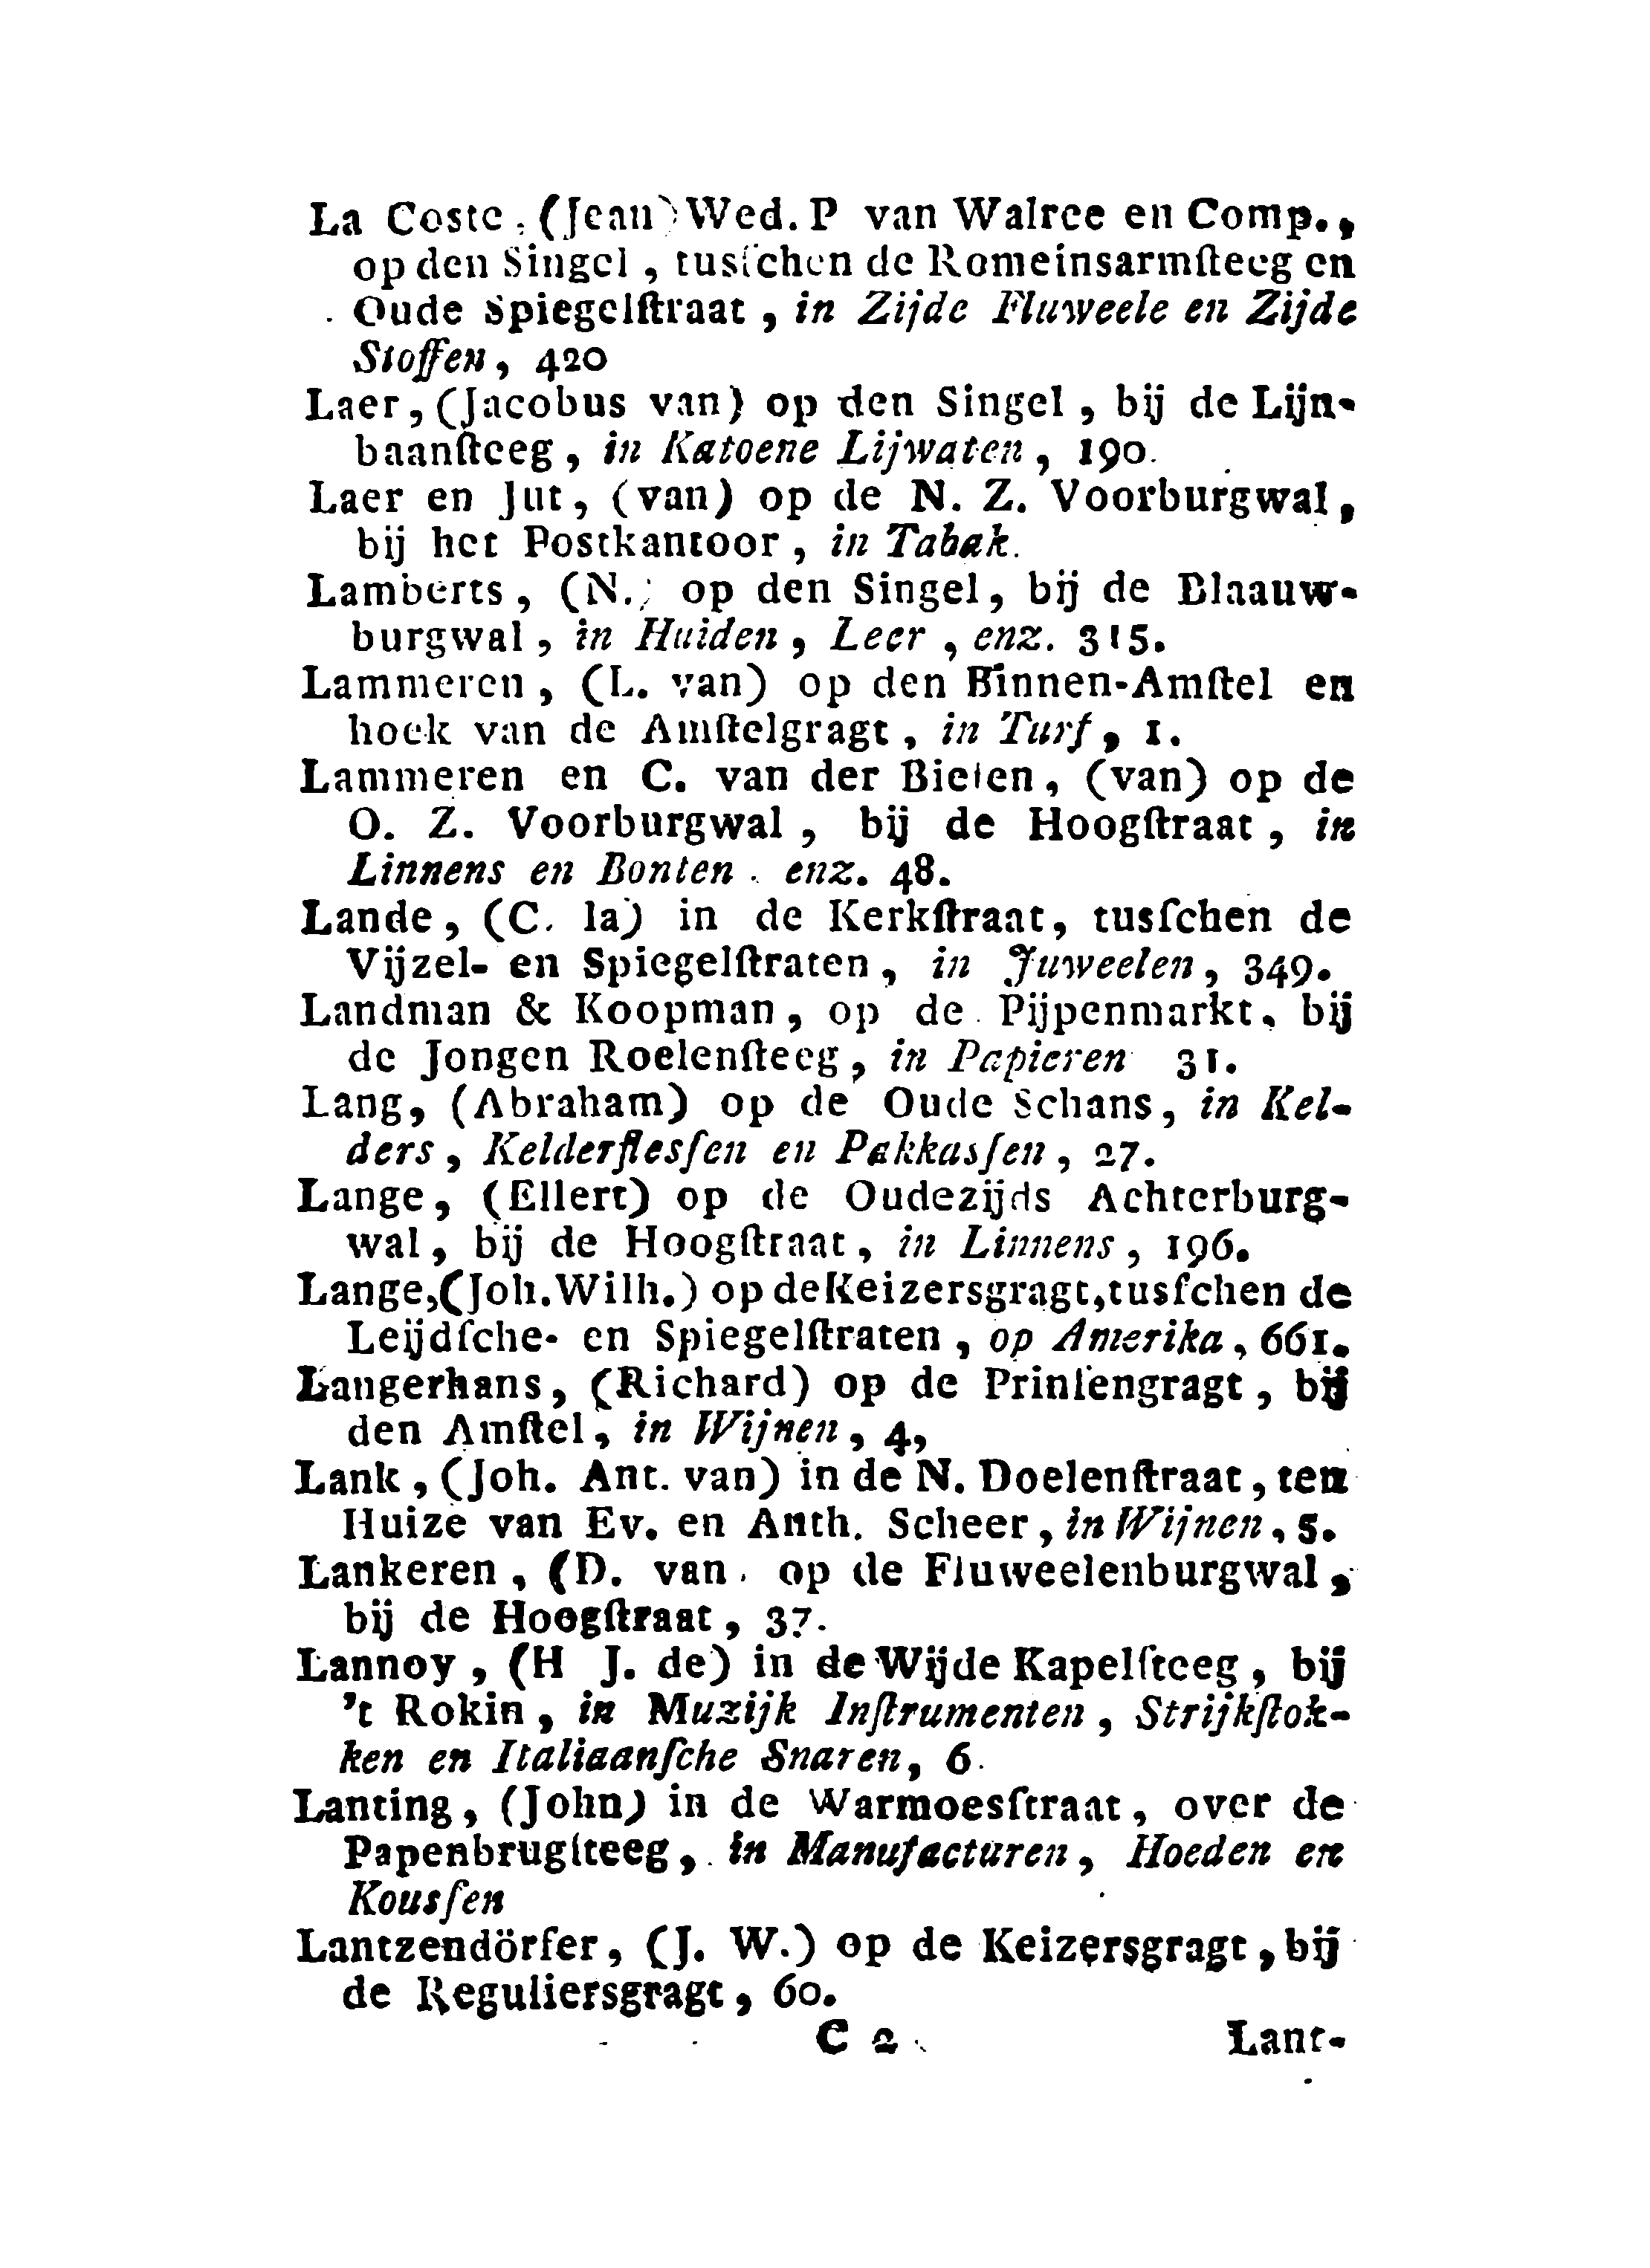 La Coste, (Jean) Wed. P van Walree en Comp.,
op den Singel, tusſchen de Romeinsarmſteeg en
Oude Spiegelſtraat, in Zijde Fluweele en Zijde
Stoffen, 420
Laer, (Jacobus van) op den Singel, bij de Lijn-
baanſteeg, in Katoene Lijwaten, 190.
Laer en Jut, (van) op de N. Z. Voorburgwal,
bij het Postkantoor, in Tabak.
Lamberts, (N.) op den Singel, bij de Blaauw-
burgwal, in Huiden, Leer, enz. 315.
Lammeren, (L. van) op den Binnen-Amſtel en
hoek van de Amſtelgragt, in Turf, 1.
Lammeren en C. van der Bieten, (van) op de
O. Z. Voorburgwal, bij de Hoogſtraat, in
Linnens en Bonten. enz. 48.
Lande, (C. la) in de Kerkſtraat, tusſchen de
Vijzel- en Spiegelſtraten, in Juweelen, 349.
Landman & Koopman, op de Pijpenmarkt, bij
de Jongen Roelenſteeg, in Papieren 31.
Lang, (Abraham) op de Oude Schans, in Kel-
ders, Kelderflesſen en Pakkasſen, 27.
Lange, (Ellert) op de Oudezijds Achterburg-
wal, bij de Hoogſtraat, in Linnens, 196.
Lange, (Joh. Wilh.) op de Keizersgragt, tusſchen de
Leijdſche- en Spiegelſtraten, op Amerika, 661.
Langerhans, (Richard) op de Prinſengragt, bij
den Amſtel, in Wijnen, 4,
Lank, (Joh. Ant. van) in de N. Doelenſtraat, ten
Huize van Ev. en Anth. Scheer, in Wijnen, 5.
Lankeren, (D. van. op de Fluweelenburgwal,
bij de Hoogſtraat, 37.
Lannoy, (H J. de) in de Wijde Kapelſteeg, bij
't Rokin, in Muzijk Inſtrumenten, Strijkſtok-
ken en Italiaanſche Snaren, 6.
Lanting, (John) in de Warmoesſtraat, over de
Papenbrugſteeg, in Manufacturen, Hoeden en
Kousſen
Lantzendörfer, (J. W.) op de Keizersgragt, bij
de Reguliersgragt, 60.
C 2 Lant-